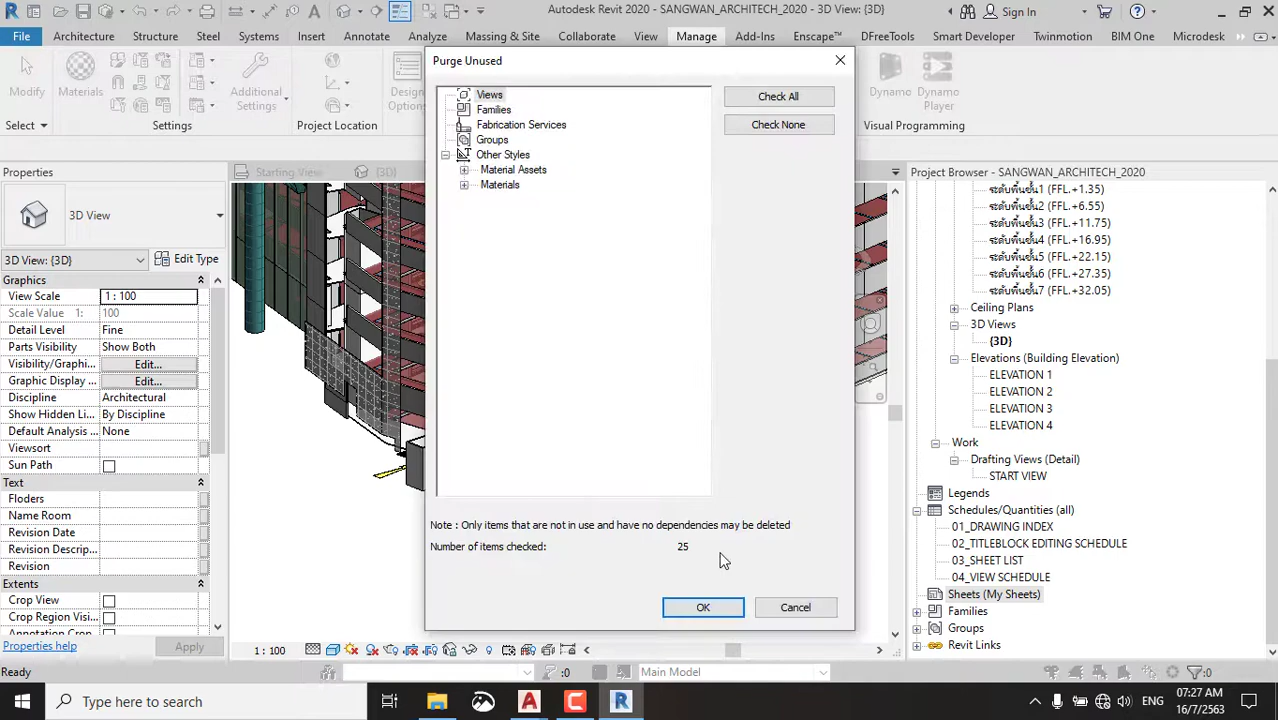 Autodesk Revit 2020 - SANGWAN_ARCHITECH_2020 - 3D View: {3D}
Sign In
File Architecture Structure Steel Systems Insert Annotate Analyze Massing & Site Collaborate View Manage Add-Ins Enscape™ DFreeTools Smart Developer Twinmotion BIM One Microdesk
Modify Materials Additional Settings Design Options Dynamo Dynamo Player
Select Settings Project Location Visual Programming
Purge Unused
Views
Families
Fabrication Services
Groups
Other Styles
Material Assets
Materials
Check All
Check None
Note : Only items that are not in use and have no dependencies may be deleted
Number of items checked: 25
OK Cancel
Properties
3D View
3D View: {3D} Edit Type
Graphics
View Scale 1 : 100
Scale Value 1: 100
Detail Level Fine
Parts Visibility Show Both
Visibility/Graphi... Edit...
Graphic Display ... Edit...
Discipline Architectural
Show Hidden Li... By Discipline
Default Analysis ... None
Viewsort
Sun Path
Text
Floders
Name Room
Revision Date
Revision Descrip...
Revision
Extents
Crop View
Crop Region Visi...
Annotation Crop
Properties help Apply
Starting View {3D}
Project Browser - SANGWAN_ARCHITECH_2020
ระดับพื้นชั้น1 (FFL.+1.35)
ระดับพื้นชั้น2 (FFL.+6.55)
ระดับพื้นชั้น3 (FFL.+11.75)
ระดับพื้นชั้น4 (FFL.+16.95)
ระดับพื้นชั้น5 (FFL.+22.15)
ระดับพื้นชั้น6 (FFL.+27.35)
ระดับพื้นชั้น7 (FFL.+32.05)
Ceiling Plans
3D Views
{3D}
Elevations (Building Elevation)
ELEVATION 1
ELEVATION 2
ELEVATION 3
ELEVATION 4
Work
Drafting Views (Detail)
START VIEW
Legends
Schedules/Quantities (all)
01_DRAWING INDEX
02_TITLEBLOCK EDITING SCHEDULE
03_SHEET LIST
04_VIEW SCHEDULE
Sheets (My Sheets)
Families
Groups
Revit Links
1 : 100
Ready :0 Main Model :0
Type here to search
ENG 07:27 AM
16/7/2563